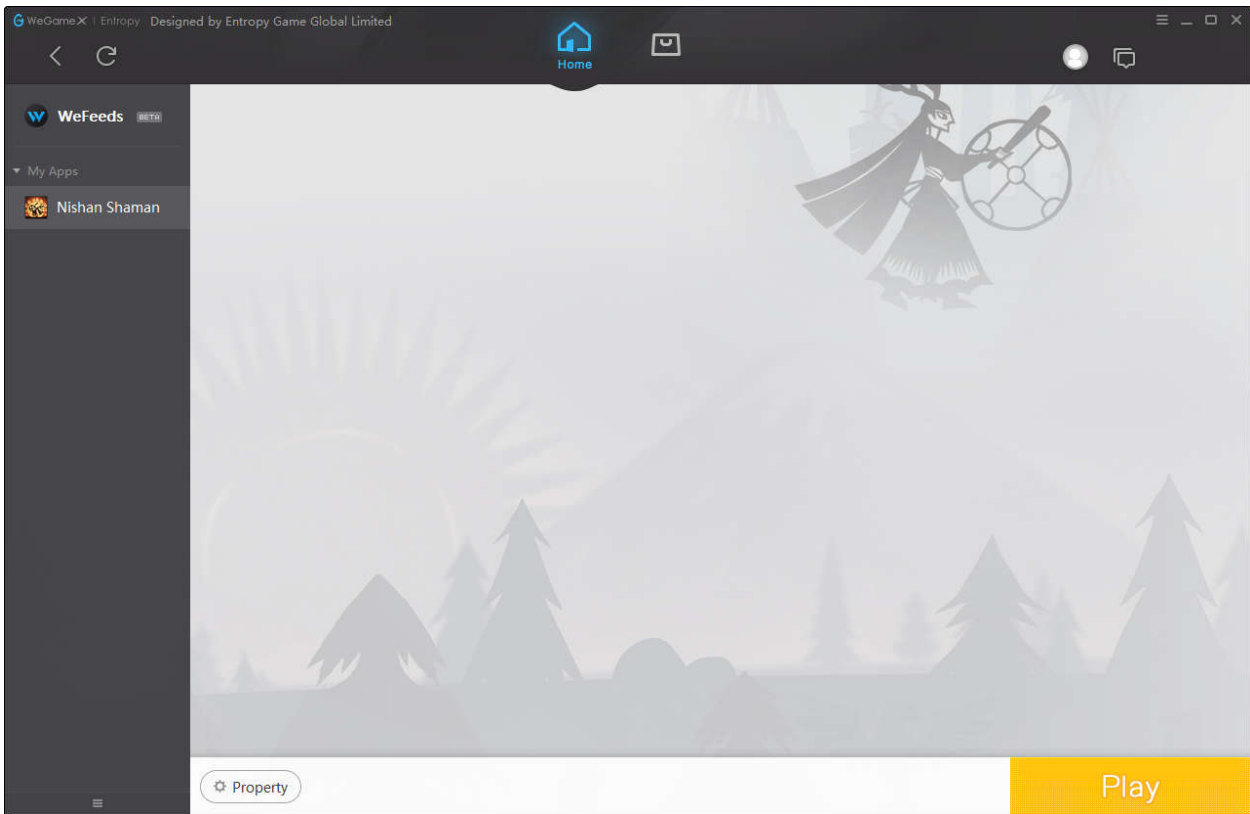 WeGameX | Entropy Designed by Entropy Game Global Limited
Home
WeFeeds BETA
My Apps
Nishan Shaman
Property
Play